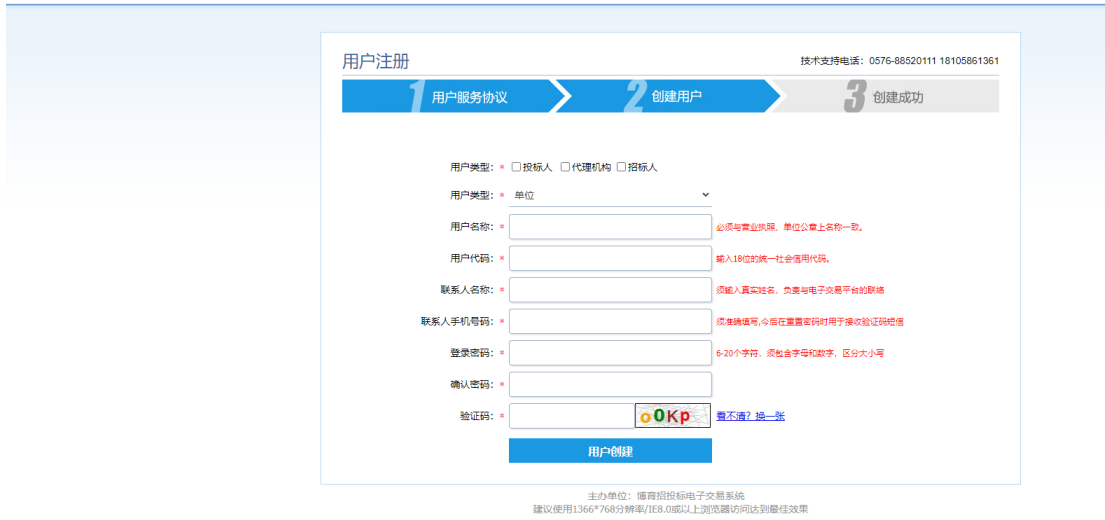 用户注册
技术支持电话：0576-88520111 18105861361
1 用户服务协议 2 创建用户 3 创建成功
用户类型：* 投标人 代理机构 招标人
用户类型：* 单位
用户名称：* 必须与营业执照、单位公章上名称一致。
用户代码：* 输入18位的统一社会信用代码。
联系人名称：* 须输入真实姓名，负责与电子交易平台的联络
联系人手机号码：* 须准确填写,今后在重置密码时用于接收验证码短信
登录密码：* 6-20个字符，须包含字母和数字，区分大小写
确认密码：*
验证码：* o0Kp 看不清？换一张
用户创建
主办单位：博育招投标电子交易系统
建议使用1366*768分辨率/IE8.0或以上浏览器访问达到最佳效果